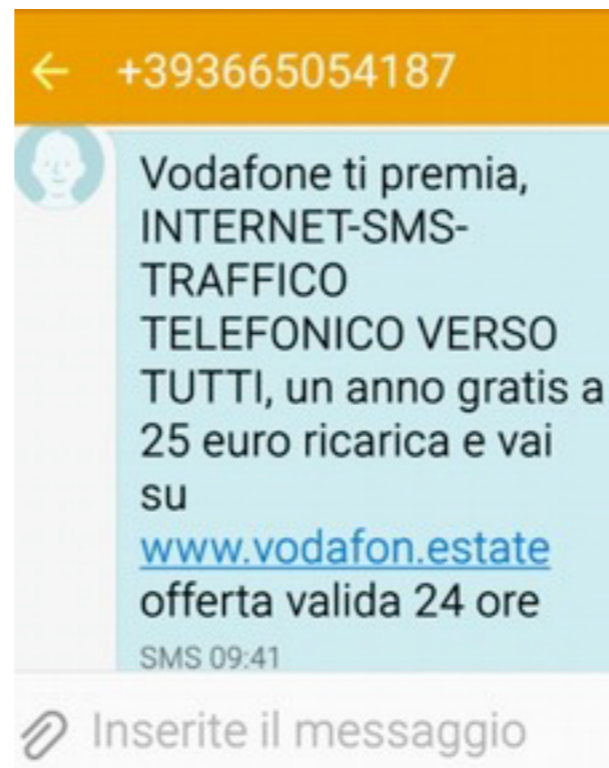 +393665054187
Vodafone ti premia,
INTERNET-SMS-
TRAFFICO
TELEFONICO VERSO
TUTTI, un anno gratis a
25 euro ricarica e vai
su
www.vodafon.estate
offerta valida 24 ore
SMS 09:41
Inserite il messaggio